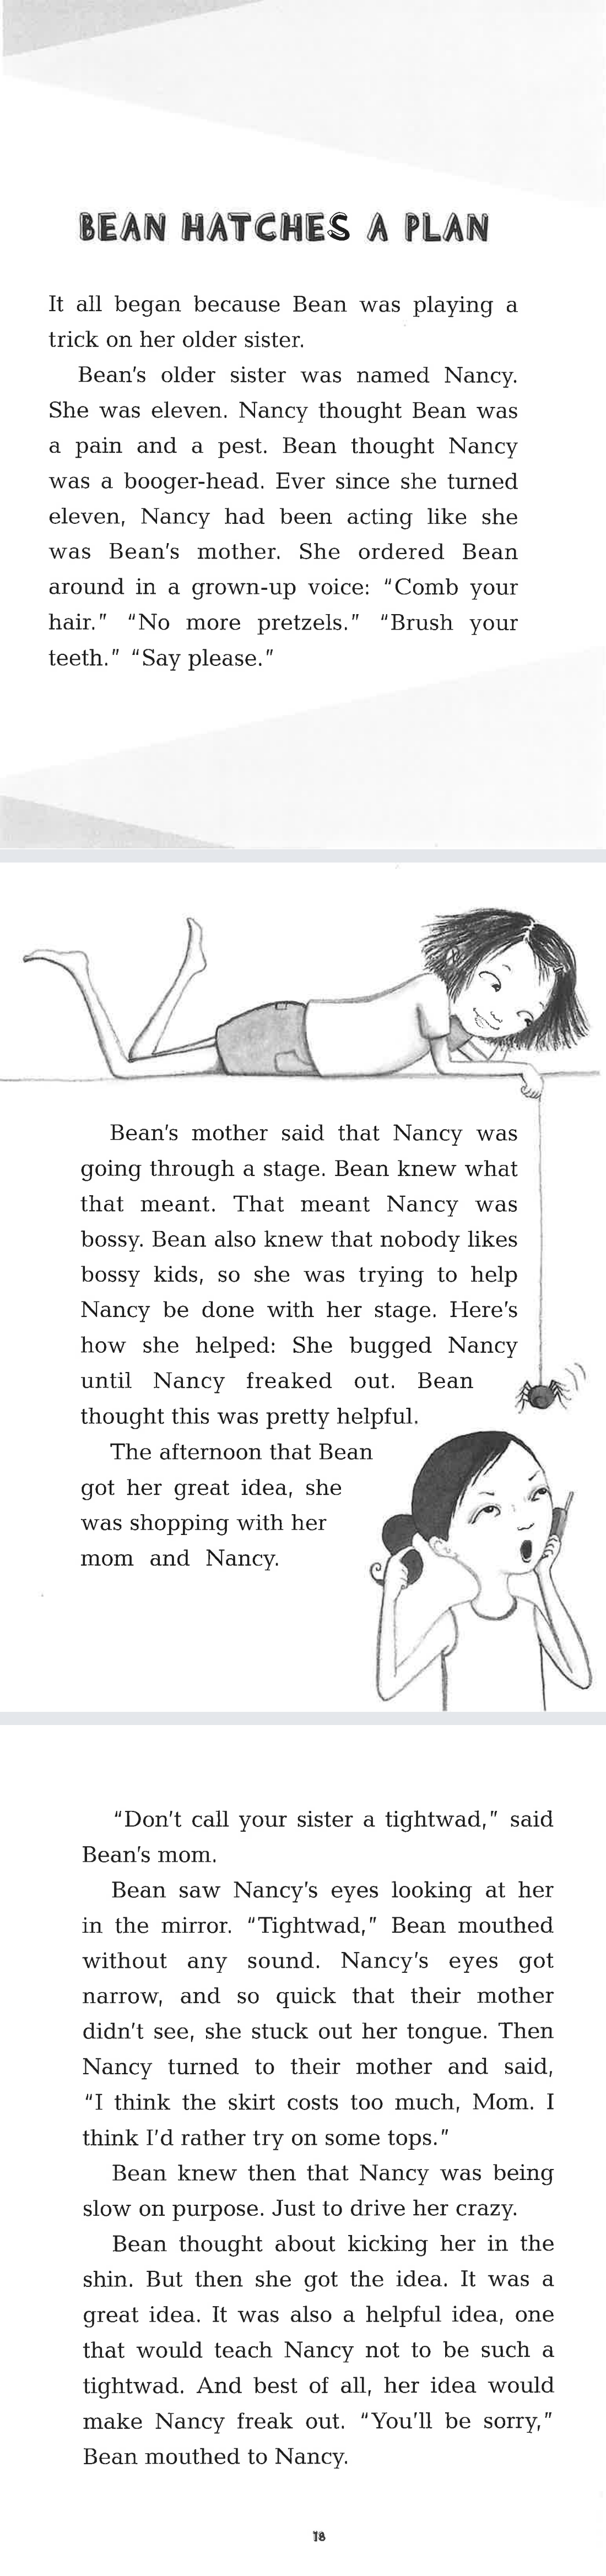 BEAN HATCHES A PLAN
It all began because Bean was playing a
trick on her older sister.
Bean's older sister was named Nancy.
She was eleven. Nancy thought Bean was
a pain and a pest. Bean thought Nancy
was a booger-head. Ever since she turned
eleven, Nancy had been acting like she
was Bean's mother. She ordered Bean
around in a grown-up voice: "Comb your
hair." "No more pretzels." "Brush your
teeth." "Say please."
Bean's mother said that Nancy was
going through a stage. Bean knew what
that meant. That meant Nancy was
bossy. Bean also knew that nobody likes
bossy kids, so she was trying to help
Nancy be done with her stage. Here's
how she helped: She bugged Nancy
until Nancy freaked out. Bean
thought this was pretty helpful.
The afternoon that Bean
got her great idea, she
was shopping with her
mom and Nancy.
"Don't call your sister a tightwad," said
Bean's mom.
Bean saw Nancy's eyes looking at her
in the mirror. "Tightwad," Bean mouthed
without any sound. Nancy's eyes got
narrow, and so quick that their mother
didn't see, she stuck out her tongue. Then
Nancy turned to their mother and said,
"I think the skirt costs too much, Mom. I
think I'd rather try on some tops."
Bean knew then that Nancy was being
slow on purpose. Just to drive her crazy.
Bean thought about kicking her in the
shin. But then she got the idea. It was a
great idea. It was also a helpful idea, one
that would teach Nancy not to be such a
tightwad. And best of all, her idea would
make Nancy freak out. "You'll be sorry,"
Bean mouthed to Nancy.
18